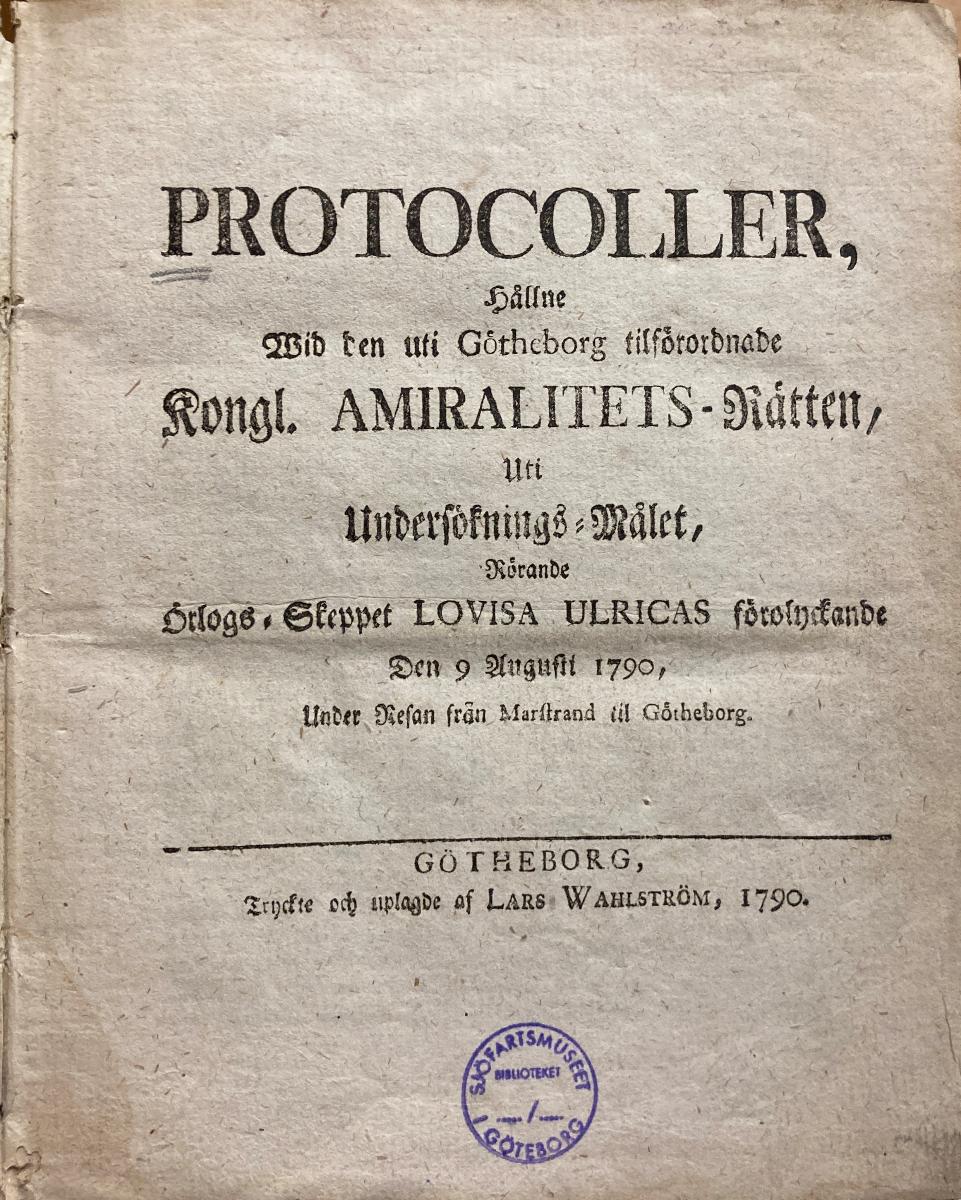 PROTOCOLLER,
Hållne
Wid den uti Götheborg tilförordnade
Kongl. AMIRALITETS-Rätten,
Uti
Undersöknings-Målet,
Rörande
Örlogs-Skeppet LOVISA ULRICAS förolyckande
Den 9 Augusti 1790,
Under Resan från Marstrand til Götheborg.
GÖTHEBORG,
Tryckte och uplagde af LARS WAHLSTRÖM, 1790.
SJÖFARTSMUSEET
BIBLIOTEKET
..... / .....
I GÖTEBORG